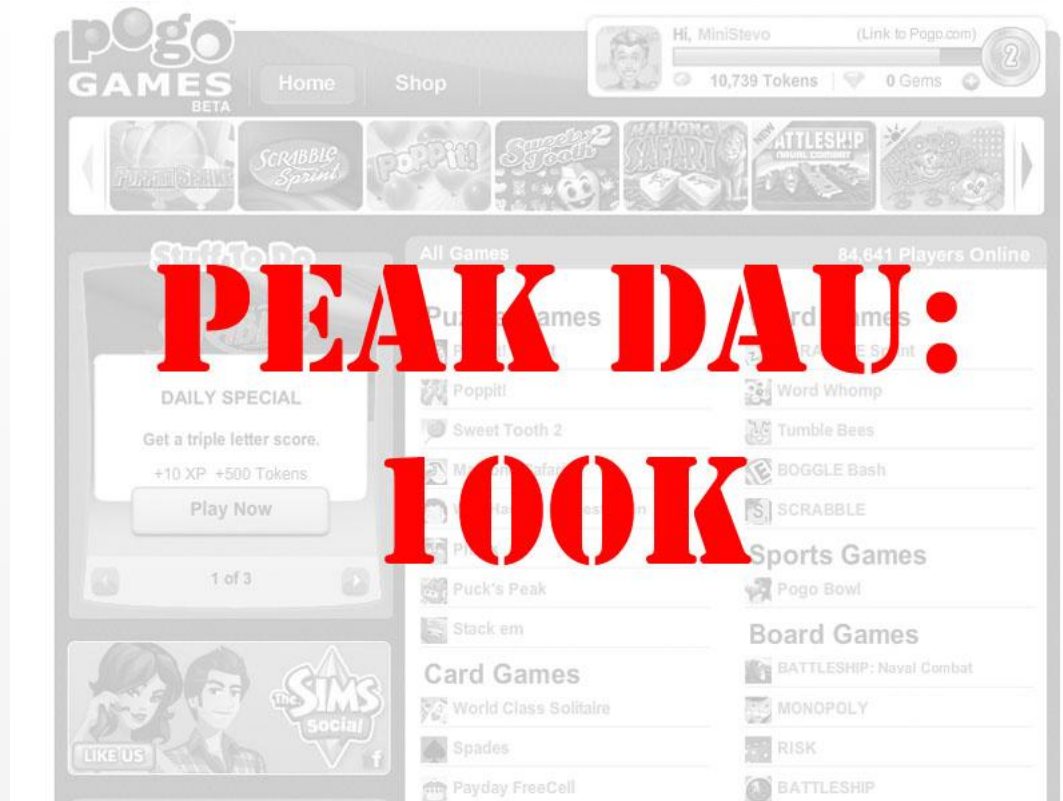 pogo
GAMES
BETA
Home
Shop
Hi, MiniStevo
(Link to Pogo.com)
2
10,739 Tokens
0 Gems
SCRABBLE
Sprint
POPPiT!
Sweet
Tooth 2
MAHJONG
SAFARI
NEW
BATTLESHIP
NAVAL COMBAT
Stuff To Do
All Games
84,641 Players Online
PEAK DAU:
100K
DAILY SPECIAL
Get a triple letter score.
+10 XP +500 Tokens
Play Now
1 of 3
THE SIMS
social
LIKE US
f
Games
Poppit!
Sweet Tooth 2
Puck's Peak
Stack em
Card Games
World Class Solitaire
Spades
Payday FreeCell
Word Whomp
Tumble Bees
BOGGLE Bash
SCRABBLE
Sports Games
Pogo Bowl
Board Games
BATTLESHIP: Naval Combat
MONOPOLY
RISK
BATTLESHIP